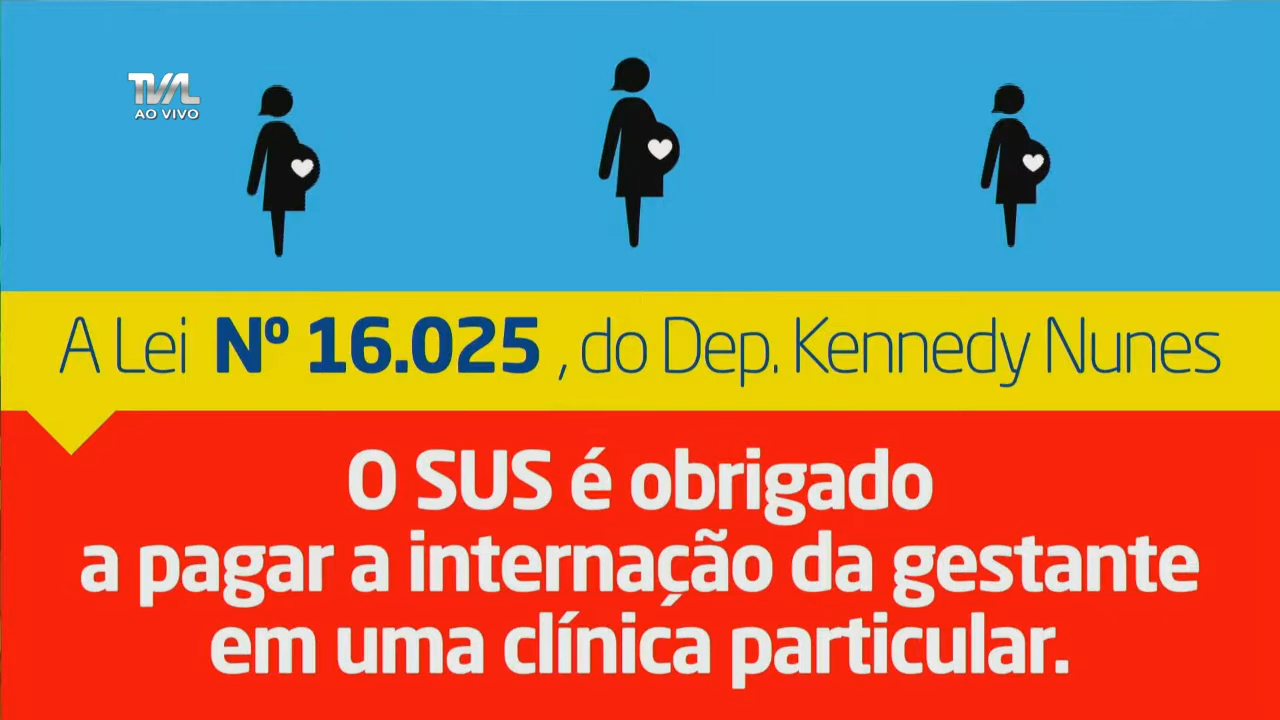 TVAL
AO VIVO
A Lei Nº 16.025 , do Dep. Kennedy Nunes
O SUS é obrigado
a pagar a internação da gestante
em uma clínica particular.